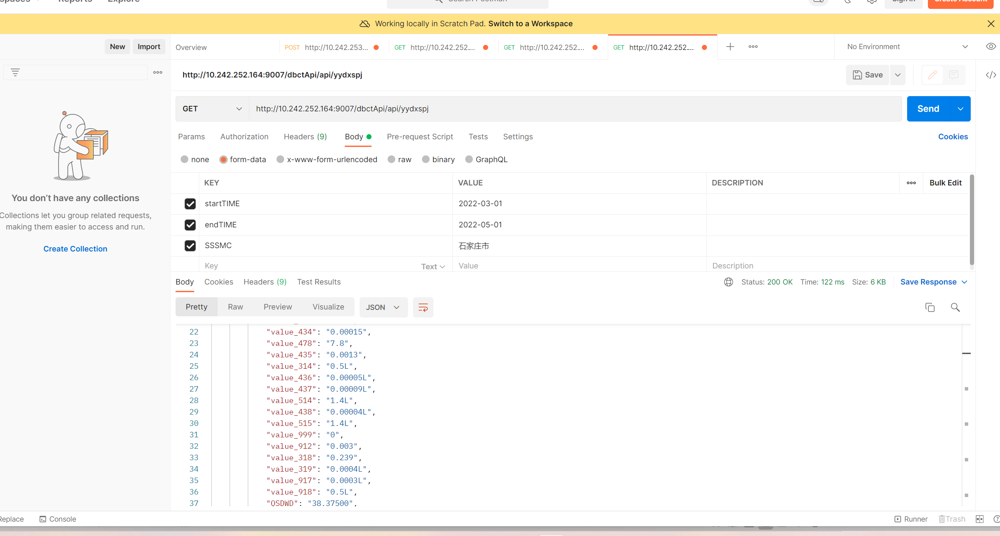 Reports Explore Search Postman Sign In Create Account
Working locally in Scratch Pad. Switch to a Workspace
New Import Overview POST http://10.242.253... GET http://10.242.252.... GET http://10.242.252.... GET http://10.242.252.... No Environment
http://10.242.252.164:9007/dbctApi/api/yydxspj Save
GET http://10.242.252.164:9007/dbctApi/api/yydxspj Send
Params Authorization Headers (9) Body Pre-request Script Tests Settings Cookies
none form-data x-www-form-urlencoded raw binary GraphQL
KEY VALUE DESCRIPTION Bulk Edit
startTIME 2022-03-01
endTIME 2022-05-01
SSSMC 石家庄市
Key Text Value Description
You don't have any collections
Collections let you group related requests,
making them easier to access and run.
Create Collection
Body Cookies Headers (9) Test Results Status: 200 OK Time: 122 ms Size: 6 KB Save Response
Pretty Raw Preview Visualize JSON
22 "value_434": "0.00015",
23 "value_478": "7.8",
24 "value_435": "0.0013",
25 "value_314": "0.5L",
26 "value_436": "0.00005L",
27 "value_437": "0.00009L",
28 "value_514": "1.4L",
29 "value_438": "0.00004L",
30 "value_515": "1.4L",
31 "value_999": "0",
32 "value_912": "0.003",
33 "value_318": "0.239",
34 "value_319": "0.0004L",
35 "value_917": "0.0003L",
36 "value_918": "0.5L",
37 "QSDWD": "38.37500",
Replace Console Runner Trash